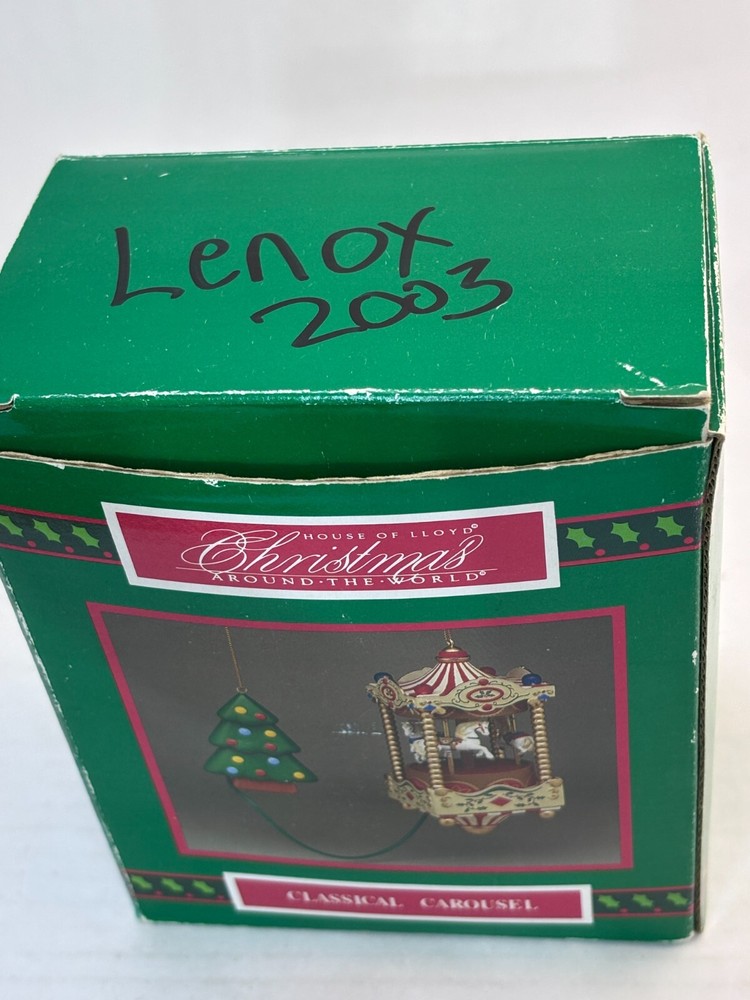 Lenox
2003
HOUSE OF LLOYD®
Christmas
AROUND·THE·WORLD®
CLASSICAL CAROUSEL